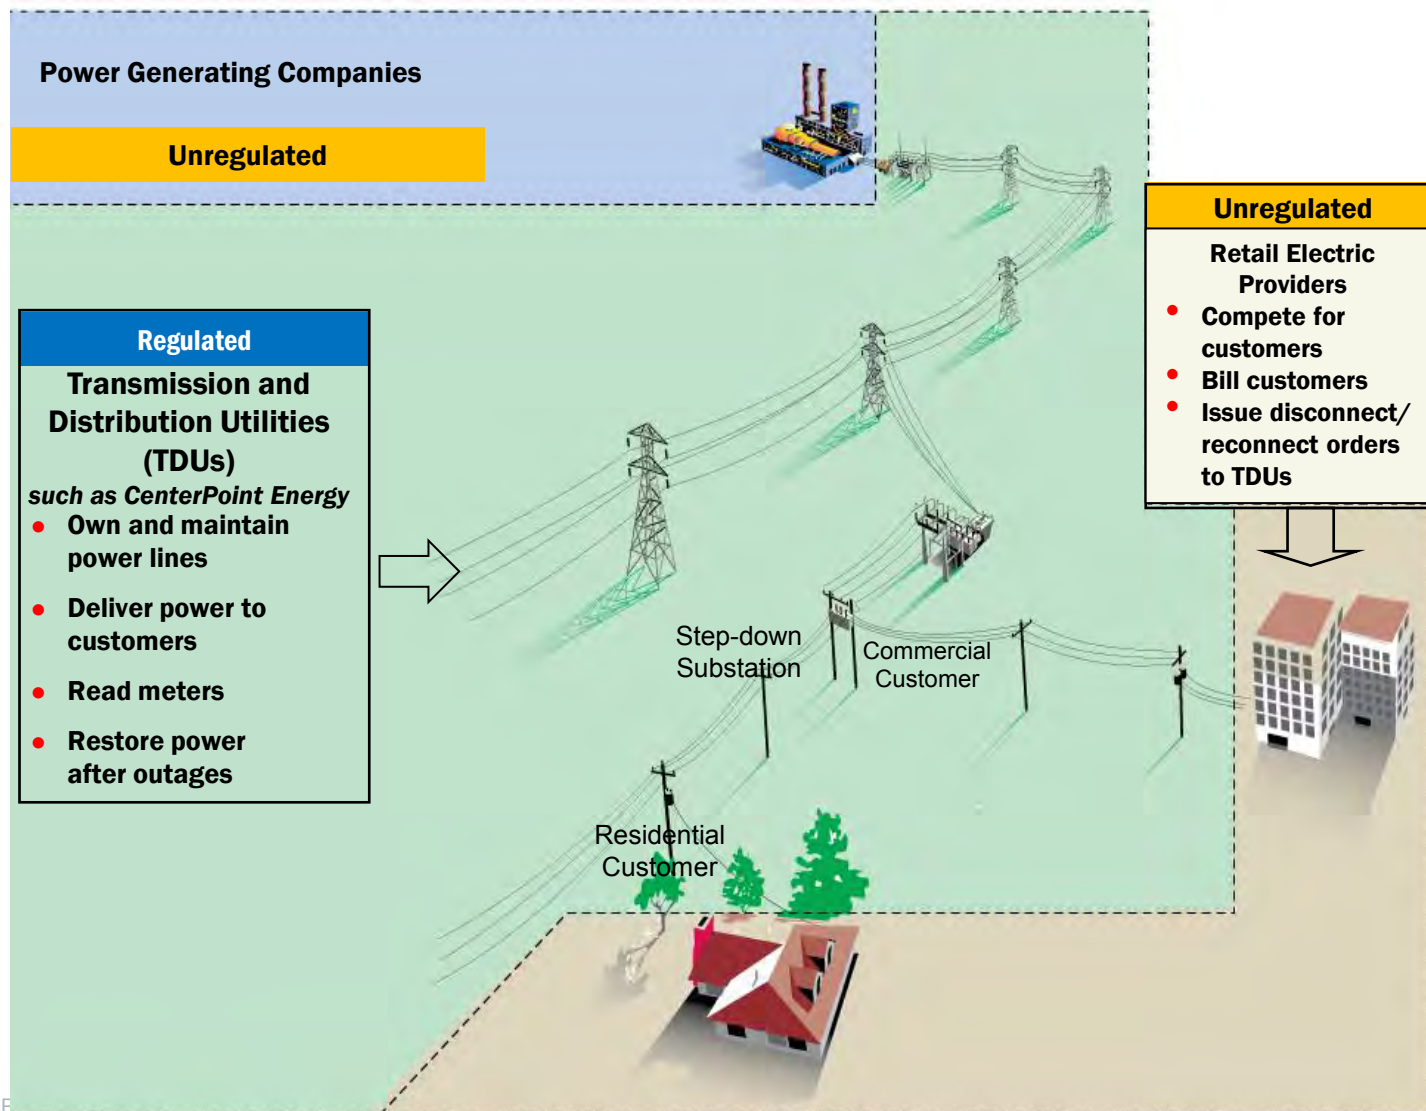 Power Generating Companies
Unregulated
Unregulated
Retail Electric
Providers
• Compete for
customers
• Bill customers
• Issue disconnect/
reconnect orders
to TDUs
Regulated
Transmission and
Distribution Utilities
(TDUs)
such as CenterPoint Energy
• Own and maintain
power lines
• Deliver power to
customers
• Read meters
• Restore power
after outages
Step-down
Substation
Commercial
Customer
Residential
Customer